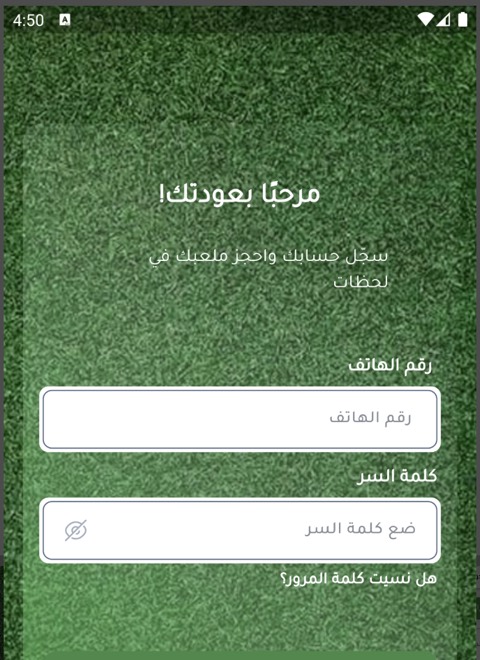 4:50
مرحبًا بعودتك!
سجّل حسابك واحجز ملعبك في
لحظات
رقم الهاتف
رقم الهاتف
كلمة السر
ضع كلمة السر
هل نسيت كلمة المرور؟